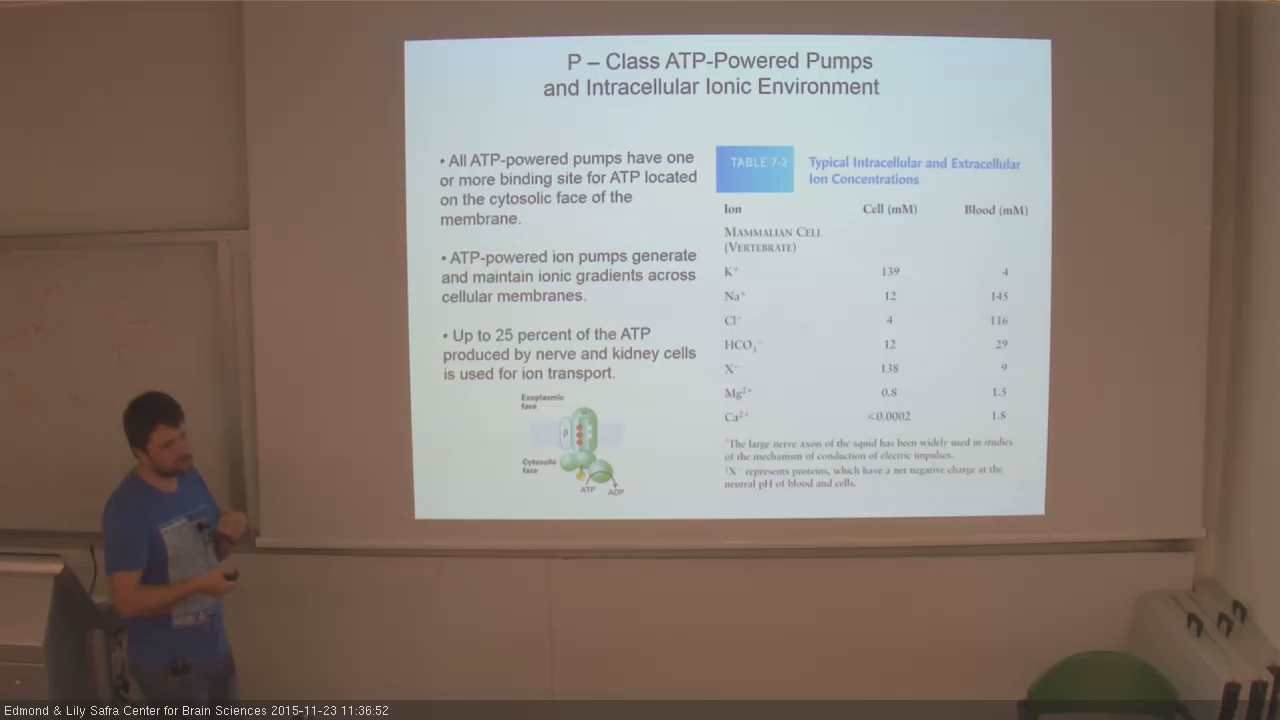 P – Class ATP-Powered Pumps
and Intracellular Ionic Environment
• All ATP-powered pumps have one
or more binding site for ATP located
on the cytosolic face of the
membrane.
• ATP-powered ion pumps generate
and maintain ionic gradients across
cellular membranes.
• Up to 25 percent of the ATP
produced by nerve and kidney cells
is used for ion transport.
Exoplasmic
face
β
Cytosolic
face
ATP
ADP
TABLE 7-2
Typical Intracellular and Extracellular
Ion Concentrations
Ion Cell (mM) Blood (mM)
MAMMALIAN CELL
(VERTEBRATE)
K⁺ 139 4
Na⁺ 12 145
Cl⁻ 4 116
HCO₃⁻ 12 29
X⁻ 138 9
Mg²⁺ 0.8 1.5
Ca²⁺ <0.0002 1.8
*The large nerve axon of the squid has been widely used in studies
of the mechanism of conduction of electric impulses.
†X⁻ represents proteins, which have a net negative charge at the
neutral pH of blood and cells.
Edmond & Lily Safra Center for Brain Sciences 2015-11-23 11:36:52